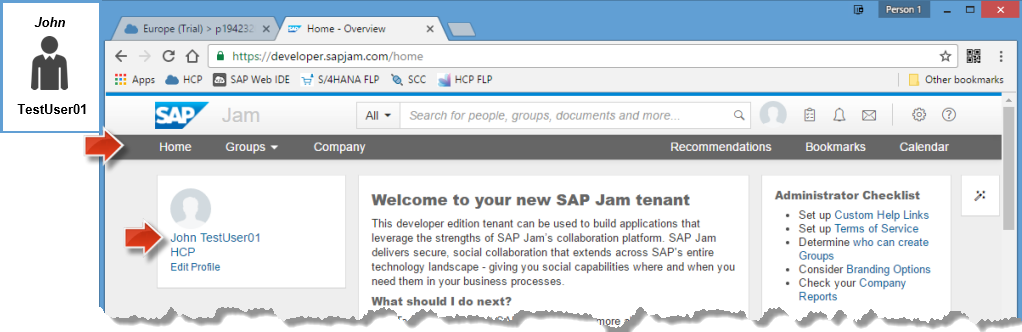 John
TestUser01
Person 1
Europe (Trial) > p194232
Home - Overview
https://developer.sapjam.com/home
Apps HCP SAP Web IDE S/4HANA FLP SCC HCP FLP Other bookmarks
SAP Jam All Search for people, groups, documents and more...
Home Groups Company Recommendations Bookmarks Calendar
John TestUser01
HCP
Edit Profile
Welcome to your new SAP Jam tenant
This developer edition tenant can be used to build applications that
leverage the strengths of SAP Jam's collaboration platform. SAP Jam
delivers secure, social collaboration that extends across SAP's entire
technology landscape - giving you social capabilities where and when you
need them in your business processes.
What should I do next?
Administrator Checklist
• Set up Custom Help Links
• Set up Terms of Service
• Determine who can create
Groups
• Consider Branding Options
• Check your Company
Reports